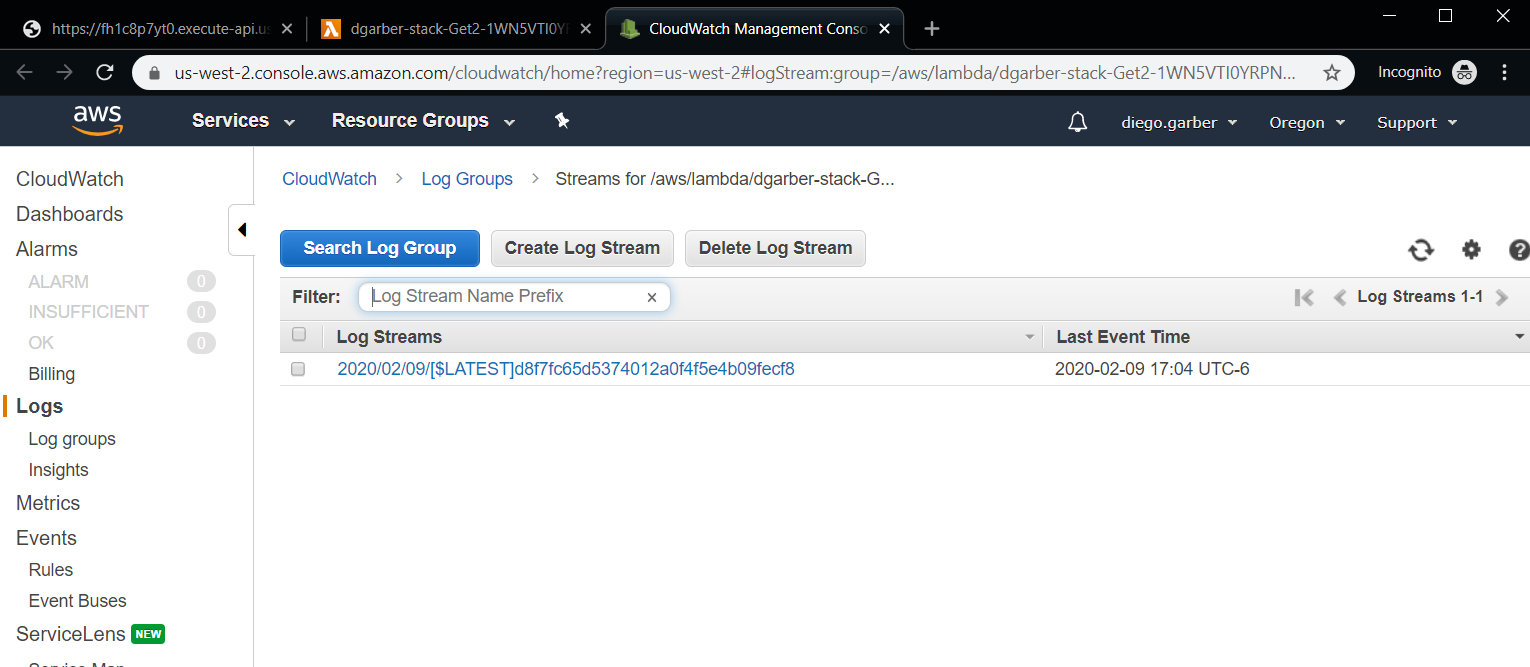 https://fh1c8p7yt0.execute-api.us
dgarber-stack-Get2-1WN5VTI0YF
CloudWatch Management Conso
us-west-2.console.aws.amazon.com/cloudwatch/home?region=us-west-2#logStream:group=/aws/lambda/dgarber-stack-Get2-1WN5VTI0YRPN...
Incognito
aws
Services
Resource Groups
diego.garber
Oregon
Support
CloudWatch
Dashboards
Alarms
ALARM 0
INSUFFICIENT 0
OK 0
Billing
Logs
Log groups
Insights
Metrics
Events
Rules
Event Buses
ServiceLens NEW
Service Map
CloudWatch > Log Groups > Streams for /aws/lambda/dgarber-stack-G...
Search Log Group
Create Log Stream
Delete Log Stream
Filter: Log Stream Name Prefix ×
Log Streams 1-1
Log Streams
Last Event Time
2020/02/09/[$LATEST]d8f7fc65d5374012a0f4f5e4b09fecf8
2020-02-09 17:04 UTC-6